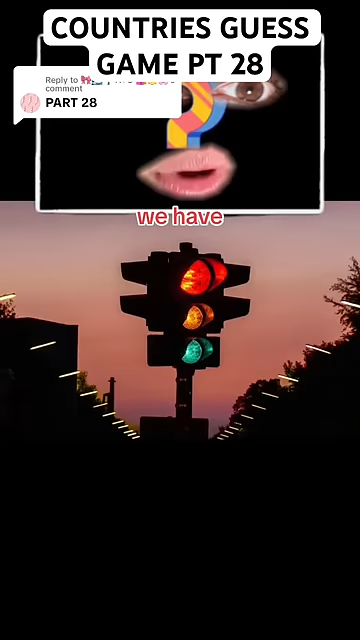 COUNTRIES GUESS
GAME PT 28
Reply to
comment
PART 28
we have